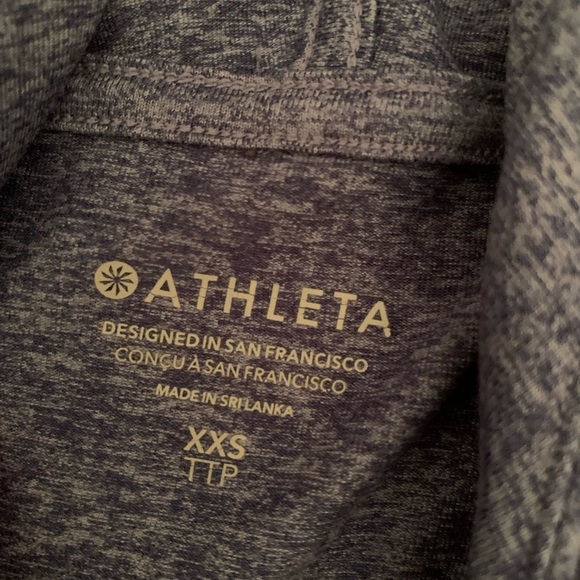 ATHLETA
DESIGNED IN SAN FRANCISCO
CONÇU À SAN FRANCISCO
MADE IN SRI LANKA
XXS
TTP